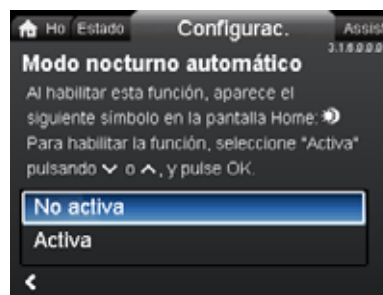 Ho Estado Configurac. Assis
3.1.6.0.0.0
Modo nocturno automático
Al habilitar esta función, aparece el
siguiente símbolo en la pantalla Home:
Para habilitar la función, seleccione "Activa"
pulsando ⌄ o ⌃, y pulse OK.
No activa
Activa